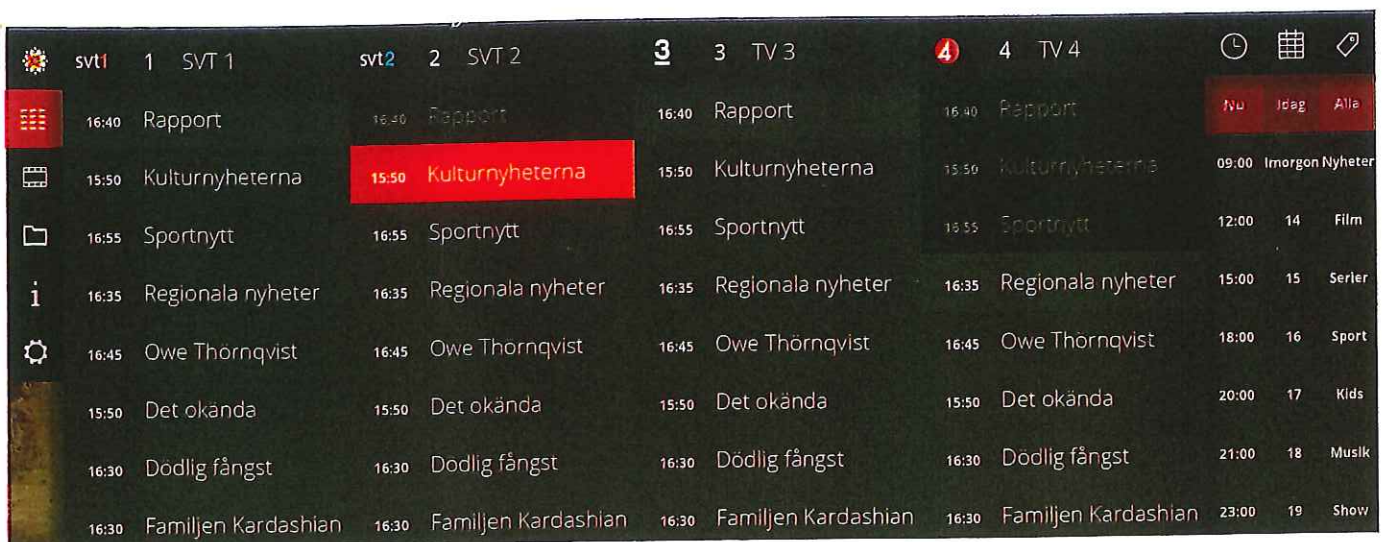 svt1 1 SVT 1 svt2 2 SVT 2 3 3 TV 3 4 4 TV 4
16:40 Rapport 16:40 Rapport 16:40 Rapport 16:40 Rapport Nu Idag Alla
15:50 Kulturnyheterna 15:50 Kulturnyheterna 15:50 Kulturnyheterna 15:50 Kulturnyheterna 09:00 Imorgon Nyheter
16:55 Sportnytt 16:55 Sportnytt 16:55 Sportnytt 16:55 Sportnytt 12:00 14 Film
16:35 Regionala nyheter 16:35 Regionala nyheter 16:35 Regionala nyheter 16:35 Regionala nyheter 15:00 15 Serier
16:45 Owe Thörnqvist 16:45 Owe Thörnqvist 16:45 Owe Thörnqvist 16:45 Owe Thörnqvist 18:00 16 Sport
15:50 Det okända 15:50 Det okända 15:50 Det okända 15:50 Det okända 20:00 17 Kids
16:30 Dödlig fångst 16:30 Dödlig fångst 16:30 Dödlig fångst 16:30 Dödlig fångst 21:00 18 Musik
16:30 Familjen Kardashian 16:30 Familjen Kardashian 16:30 Familjen Kardashian 16:30 Familjen Kardashian 23:00 19 Show